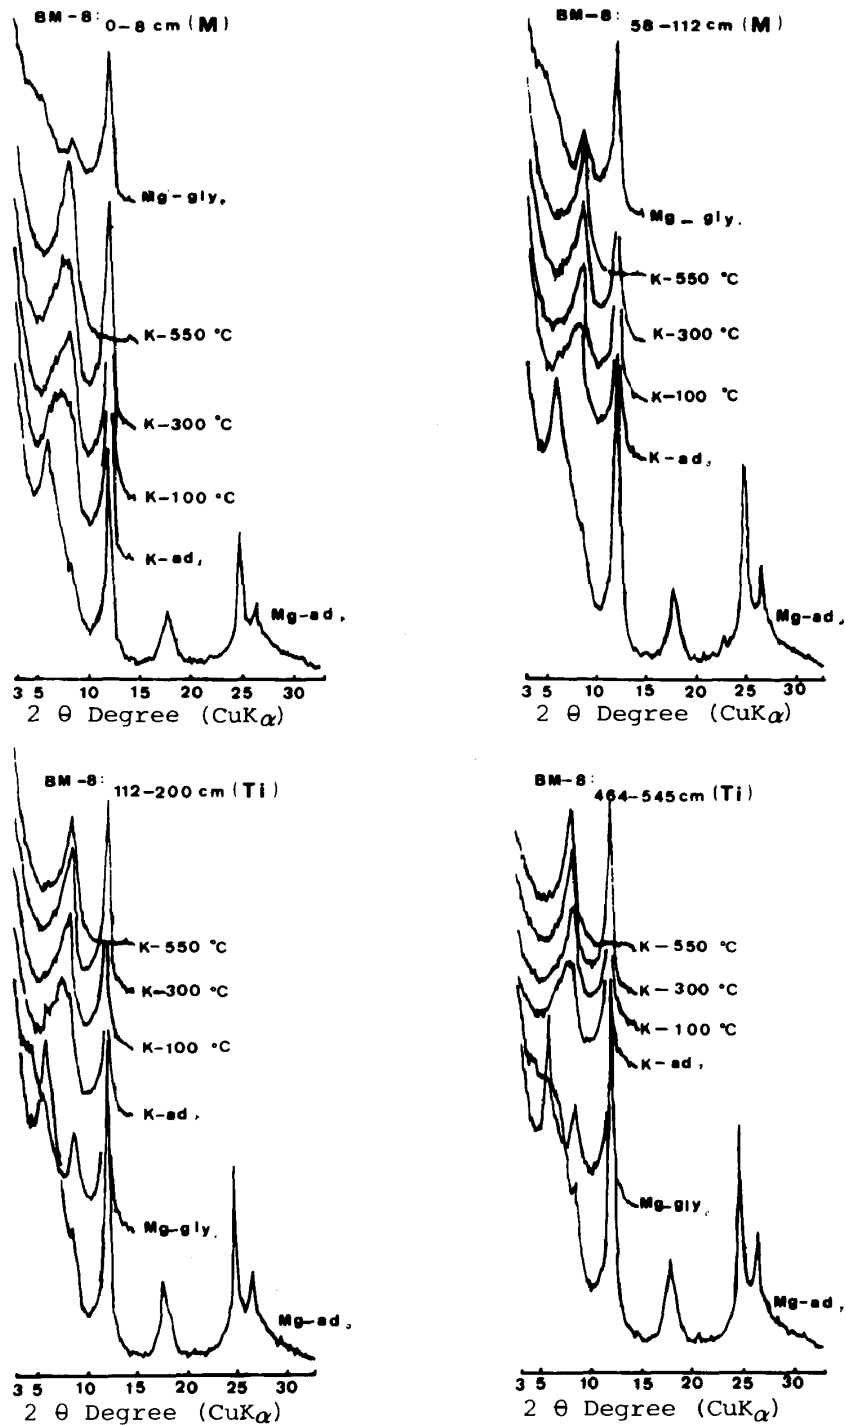 BM-8: 0-8 cm (M)
Mg-gly.
K-550 °C
K-300 °C
K-100 °C
K-ad,
Mg-ad,
3 5 10 15 20 25 30
2 θ Degree (CuKα)
BM-8: 58-112 cm (M)
Mg-gly.
K-550 °C
K-300 °C
K-100 °C
K-ad,
Mg-ad,
3 5 10 15 20 25 30
2 θ Degree (CuKα)
BM-8: 112-200 cm (Ti)
K-550 °C
K-300 °C
K-100 °C
K-ad,
Mg-gly.
Mg-ad,
3 5 10 15 20 25 30
2 θ Degree (CuKα)
BM-8: 464-545cm (Ti)
K-550 °C
K-300 °C
K-100 °C
K-ad,
Mg-gly.
Mg-ad,
3 5 10 15 20 25 30
2 θ Degree (CuKα)